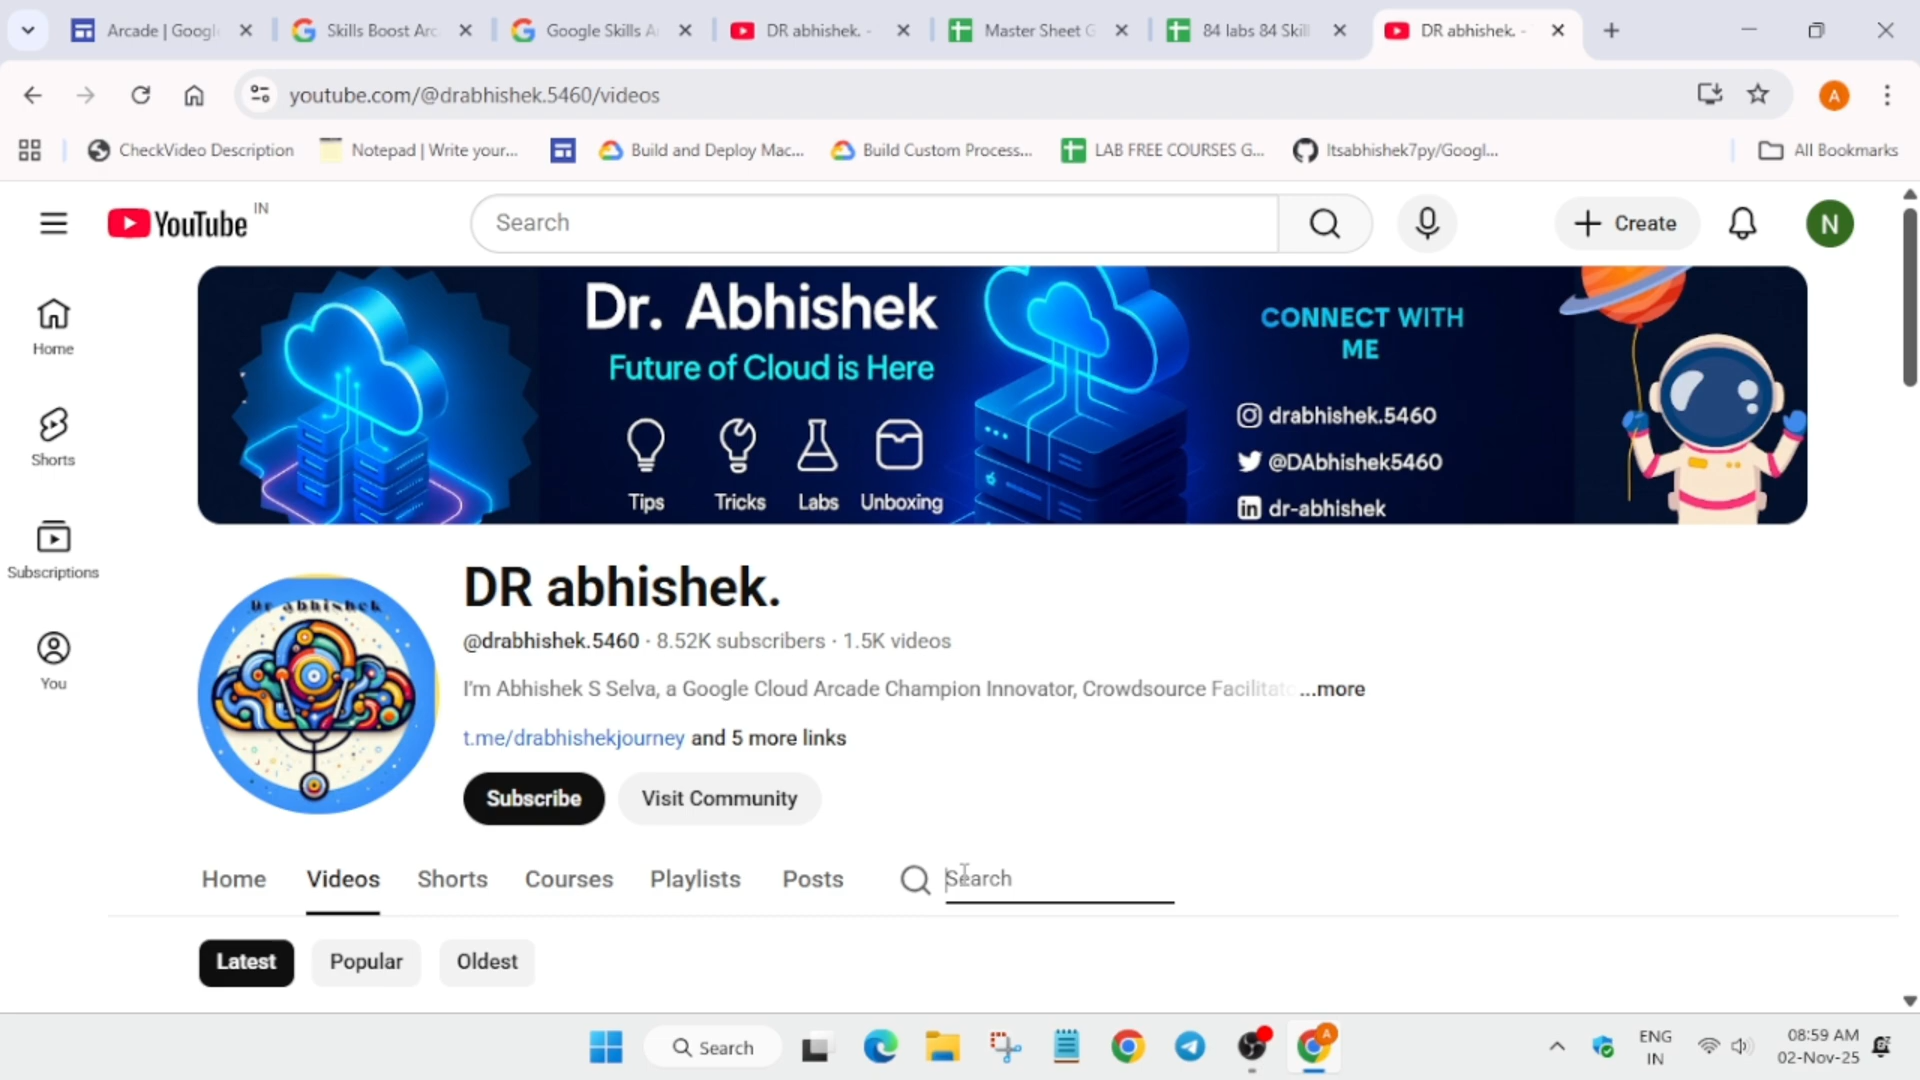 Arcade | Googl
Skills Boost Arc
Google Skills A
DR abhishek. -
Master Sheet G
84 labs 84 Skill
DR abhishek. -
youtube.com/@drabhishek.5460/videos
A
CheckVideo Description
Notepad | Write your...
Build and Deploy Mac...
Build Custom Process...
LAB FREE COURSES G...
Itsabhishek7py/Googl...
All Bookmarks
YouTube IN
Search
Create
N
Home
Shorts
Subscriptions
You
Dr. Abhishek
Future of Cloud is Here
Tips
Tricks
Labs
Unboxing
CONNECT WITH
ME
drabhishek.5460
@DAbhishek5460
in dr-abhishek
Dr abhishek
DR abhishek.
@drabhishek.5460 · 8.52K subscribers · 1.5K videos
I'm Abhishek S Selva, a Google Cloud Arcade Champion Innovator, Crowdsource Facilitato ...more
t.me/drabhishekjourney and 5 more links
Subscribe
Visit Community
Home
Videos
Shorts
Courses
Playlists
Posts
Search
Latest
Popular
Oldest
Search
A
ENG
IN
08:59 AM
02-Nov-25